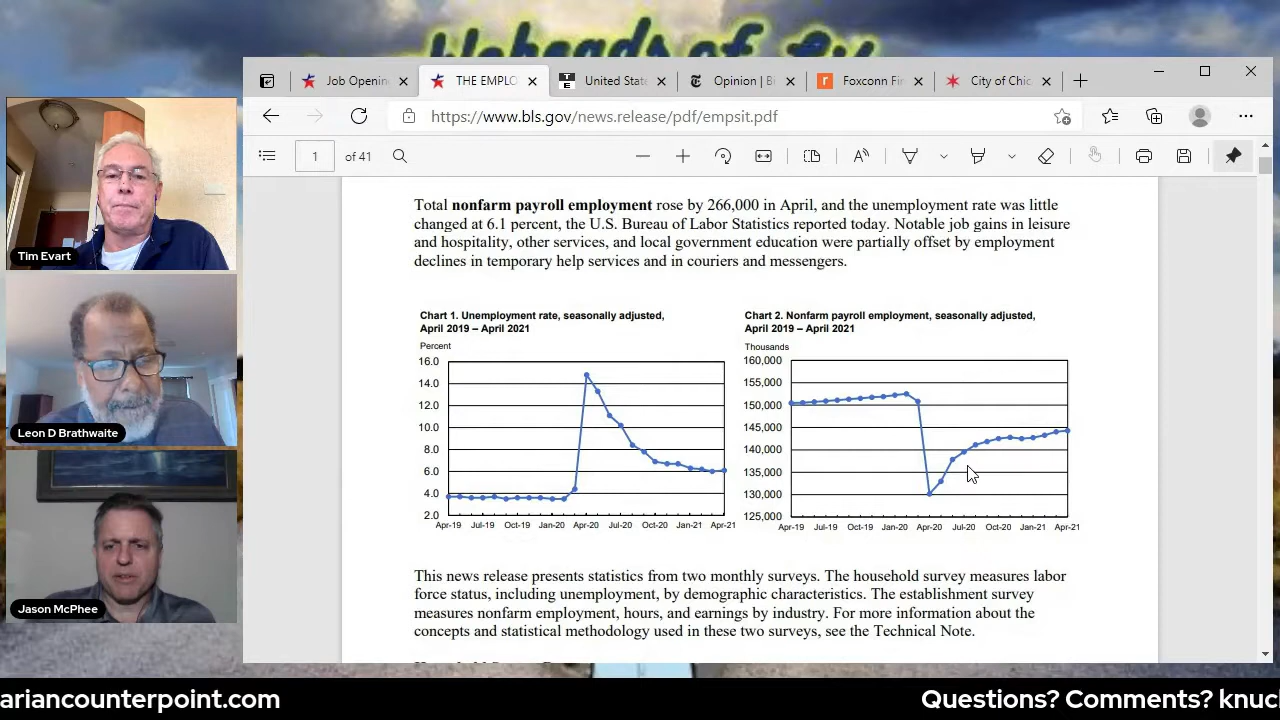 Job Openin
THE EMPLO
United State
Opinion | B
Foxconn Fir
City of Chic
https://www.bls.gov/news.release/pdf/empsit.pdf
1 of 41
Total nonfarm payroll employment rose by 266,000 in April, and the unemployment rate was little
changed at 6.1 percent, the U.S. Bureau of Labor Statistics reported today. Notable job gains in leisure
and hospitality, other services, and local government education were partially offset by employment
declines in temporary help services and in couriers and messengers.
Chart 1. Unemployment rate, seasonally adjusted,
April 2019 – April 2021
Percent
16.0
14.0
12.0
10.0
8.0
6.0
4.0
2.0
Apr-19 Jul-19 Oct-19 Jan-20 Apr-20 Jul-20 Oct-20 Jan-21 Apr-21
Chart 2. Nonfarm payroll employment, seasonally adjusted,
April 2019 – April 2021
Thousands
160,000
155,000
150,000
145,000
140,000
135,000
130,000
125,000
Apr-19 Jul-19 Oct-19 Jan-20 Apr-20 Jul-20 Oct-20 Jan-21 Apr-21
This news release presents statistics from two monthly surveys. The household survey measures labor
force status, including unemployment, by demographic characteristics. The establishment survey
measures nonfarm employment, hours, and earnings by industry. For more information about the
concepts and statistical methodology used in these two surveys, see the Technical Note.
Tim Evart
Leon D Brathwaite
Jason McPhee
ariancounterpoint.com
Questions? Comments? knuc